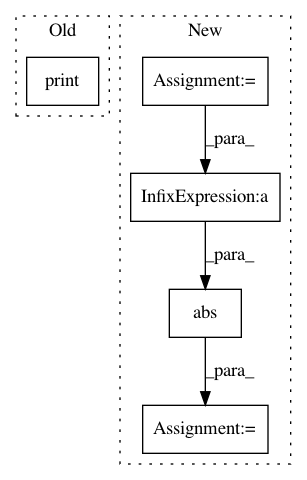 Old
New
print
Assignment:=
_para_
InfixExpression:a
_para_
abs
_para_
Assignment:=